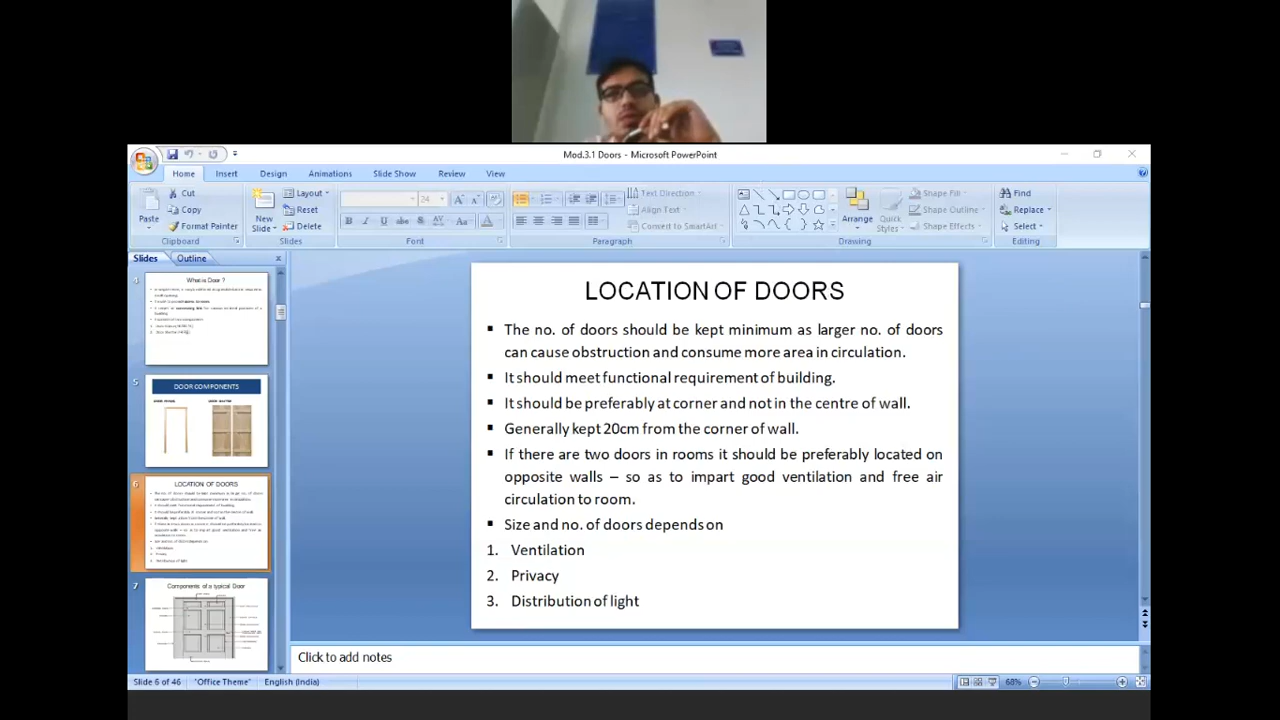 Mod.3.1 Doors - Microsoft PowerPoint
Home Insert Design Animations Slide Show Review View
Cut Layout 24 Text Direction Shape Fill Find
Paste Copy New Slide Reset Align Text Arrange Quick Styles Shape Outline Replace
Format Painter Delete Convert to SmartArt Shape Effects Select
Clipboard Slides Font Paragraph Drawing Editing
Slides Outline
4
What is Door ?
5
DOOR COMPONENTS
6
LOCATION OF DOORS
7
Components of a typical Door
LOCATION OF DOORS
▪ The no. of doors should be kept minimum as larger no. of doors
can cause obstruction and consume more area in circulation.
▪ It should meet functional requirement of building.
▪ It should be preferably at corner and not in the centre of wall.
▪ Generally kept 20cm from the corner of wall.
▪ If there are two doors in rooms it should be preferably located on
opposite walls – so as to impart good ventilation and free air
circulation to room.
▪ Size and no. of doors depends on
1. Ventilation
2. Privacy
3. Distribution of light
Click to add notes
Slide 6 of 46 "Office Theme" English (India) 68%